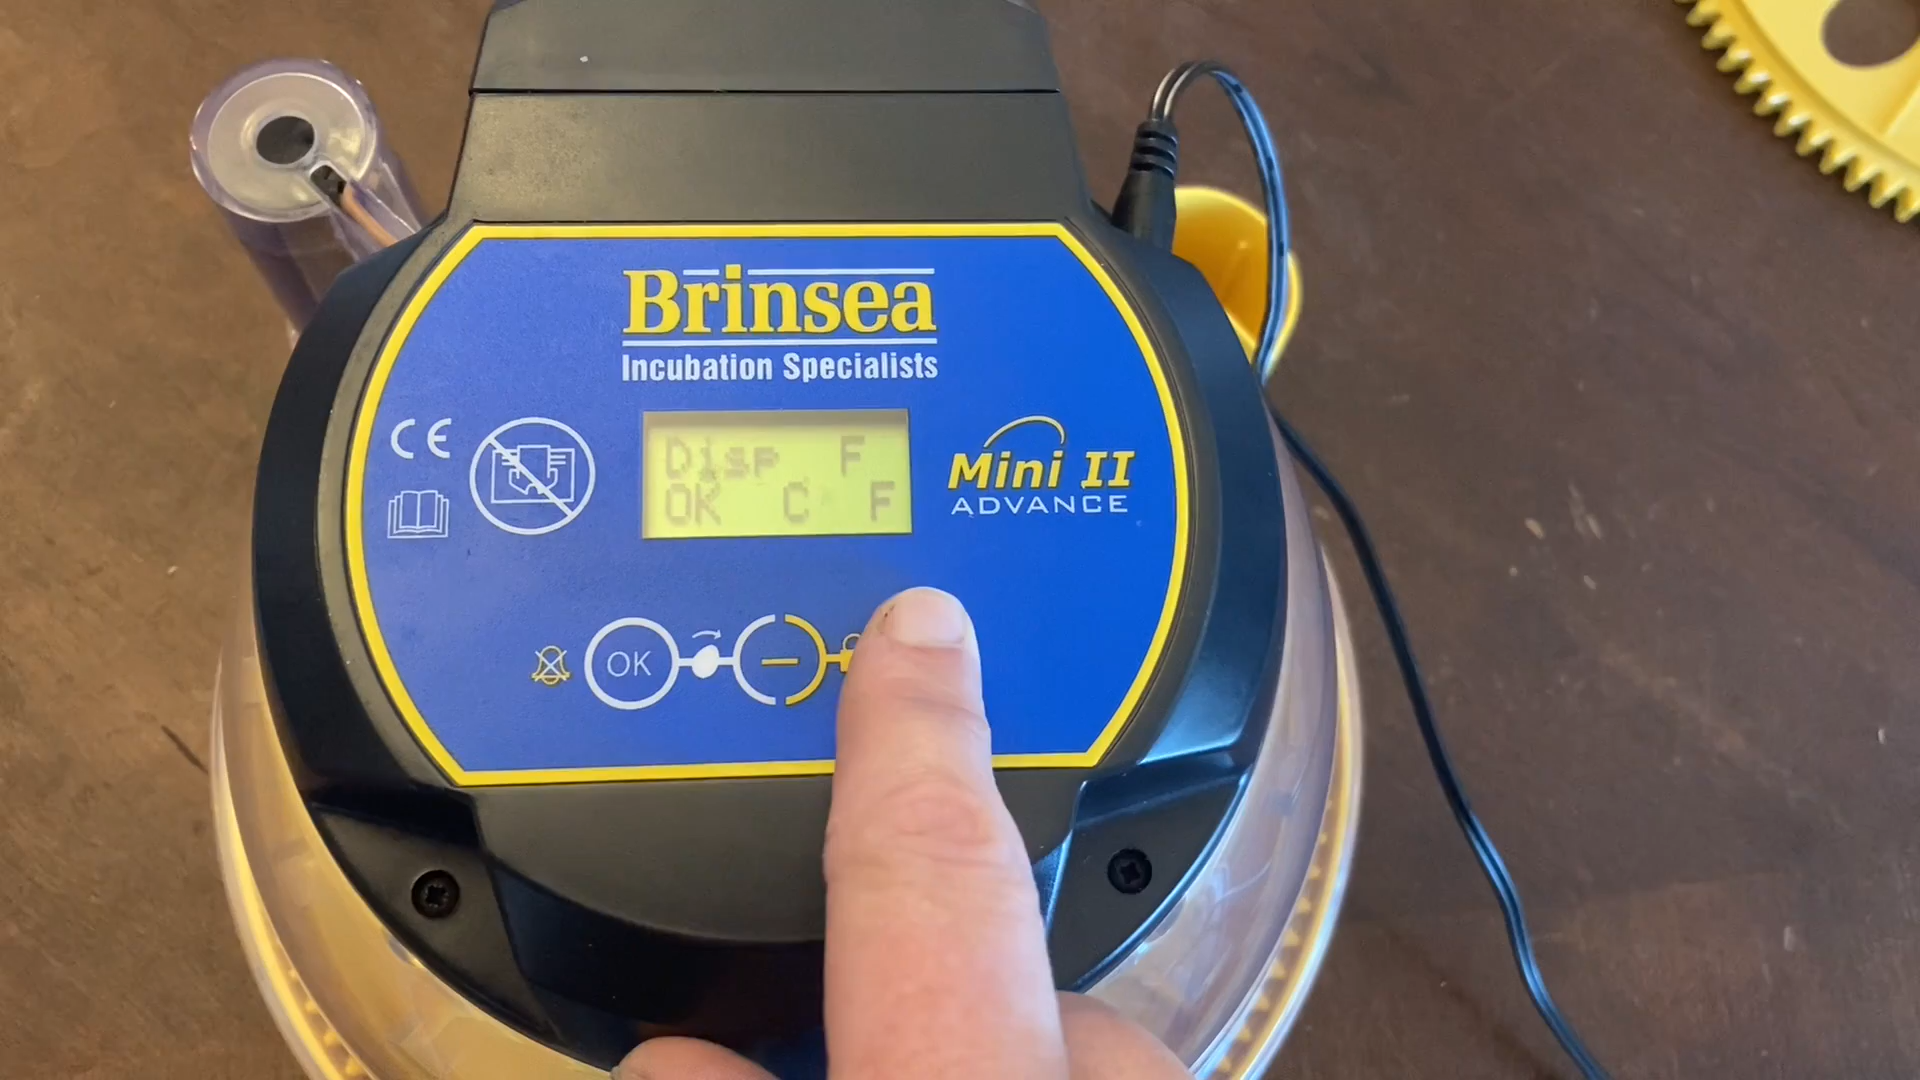 Brinsea
Incubation Specialists
CE
Disp F
OK C F
Mini II
ADVANCE
OK